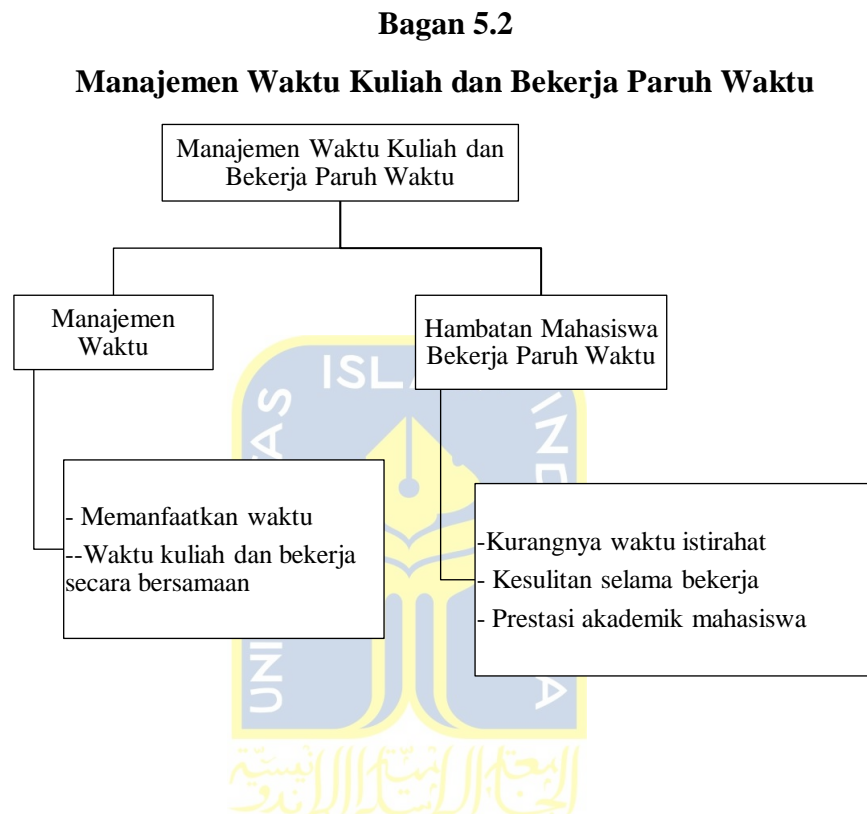 Bagan 5.2
Manajemen Waktu Kuliah dan Bekerja Paruh Waktu
Manajemen Waktu Kuliah dan
Bekerja Paruh Waktu
Manajemen
Waktu
Hambatan Mahasiswa
Bekerja Paruh Waktu
- Memanfaatkan waktu
--Waktu kuliah dan bekerja
secara bersamaan
-Kurangnya waktu istirahat
- Kesulitan selama bekerja
- Prestasi akademik mahasiswa